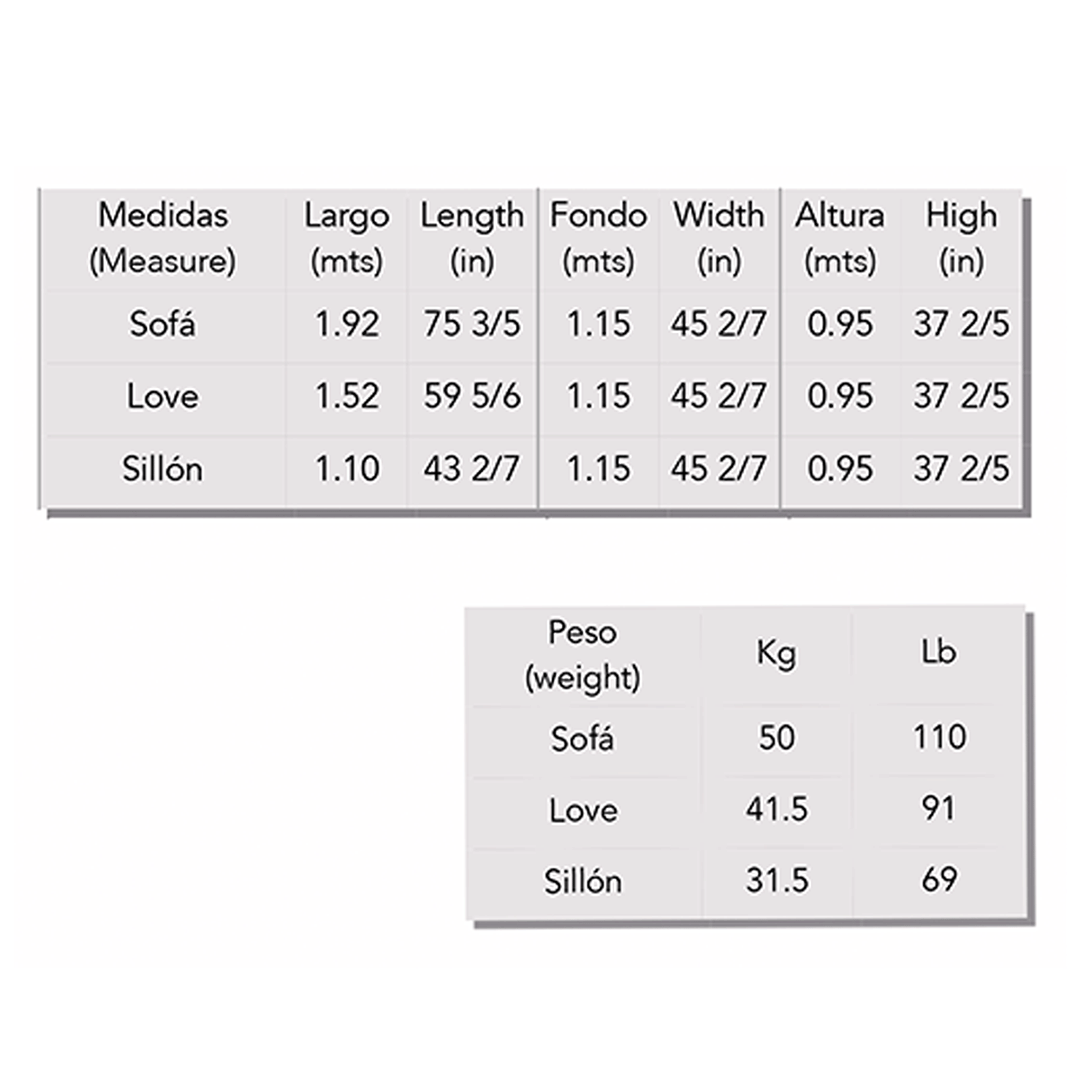 Medidas (Measure) Largo (mts) Length (in) Fondo (mts) Width (in) Altura (mts) High (in)
Sofá 1.92 75 3/5 1.15 45 2/7 0.95 37 2/5
Love 1.52 59 5/6 1.15 45 2/7 0.95 37 2/5
Sillón 1.10 43 2/7 1.15 45 2/7 0.95 37 2/5
Peso (weight) Kg Lb
Sofá 50 110
Love 41.5 91
Sillón 31.5 69